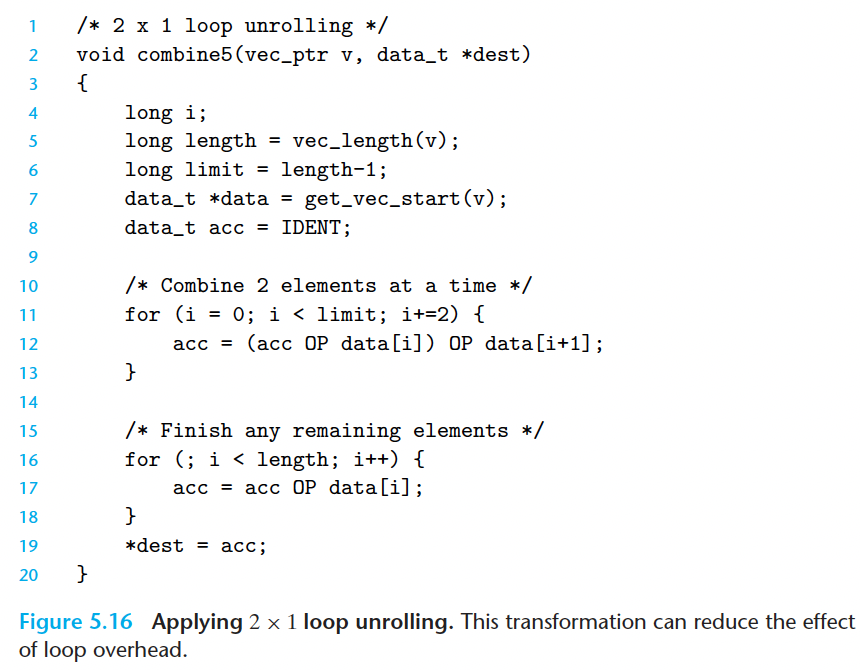 1 /* 2 x 1 loop unrolling */
2 void combine5(vec_ptr v, data_t *dest)
3 {
4     long i;
5     long length = vec_length(v);
6     long limit = length-1;
7     data_t *data = get_vec_start(v);
8     data_t acc = IDENT;
9
10     /* Combine 2 elements at a time */
11     for (i = 0; i < limit; i+=2) {
12         acc = (acc OP data[i]) OP data[i+1];
13     }
14
15     /* Finish any remaining elements */
16     for (; i < length; i++) {
17         acc = acc OP data[i];
18     }
19     *dest = acc;
20 }
Figure 5.16 Applying 2 × 1 loop unrolling. This transformation can reduce the effect
of loop overhead.